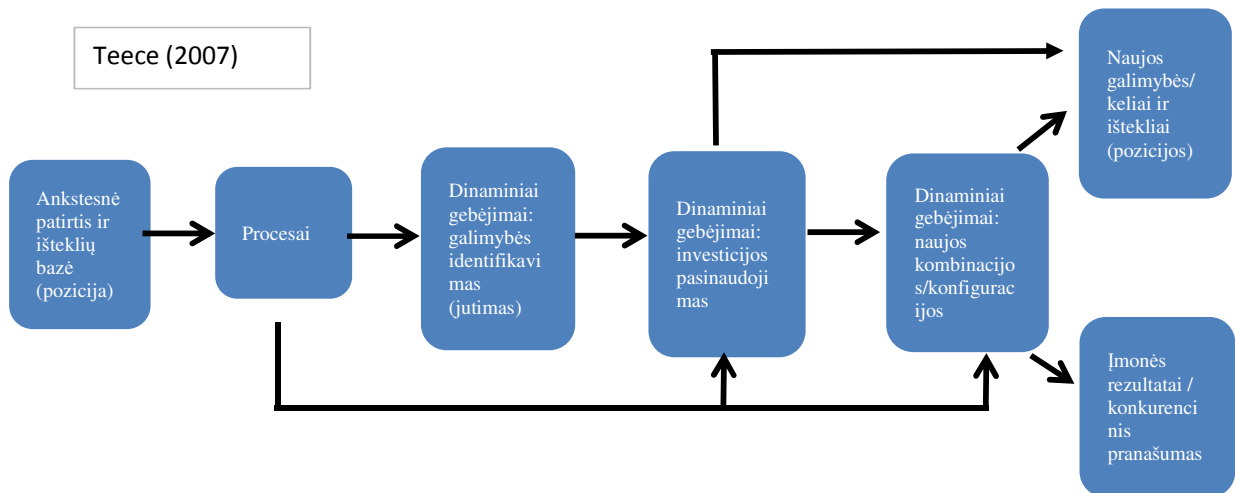 Teece (2007)
Ankstesnė
patirtis ir
išteklių
bazė
(pozicija)
Procesai
Dinaminiai
gebėjimai:
galimybės
identifikavi
mas
(jutimas)
Dinaminiai
gebėjimai:
investicijos
pasinaudoji
mas
Dinaminiai
gebėjimai:
naujos
kombinacijo
s/konfigurac
ijos
Naujos
galimybės/
keliai ir
ištekliai
(pozicijos)
Įmonės
rezultatai /
konkurenci
nis
pranašumas